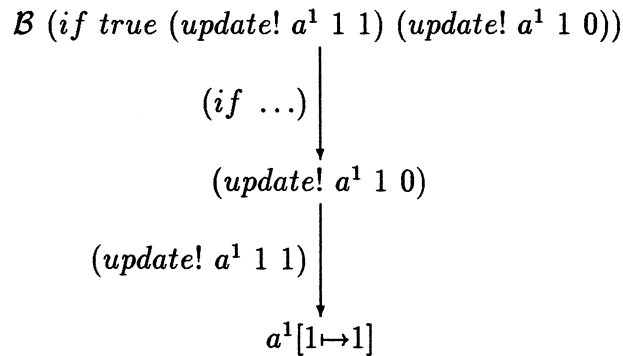 𝓑 (if true (update! a¹ 1 1) (update! a¹ 1 0))
(if ...)
(update! a¹ 1 0)
(update! a¹ 1 1)
a¹[1↦1]